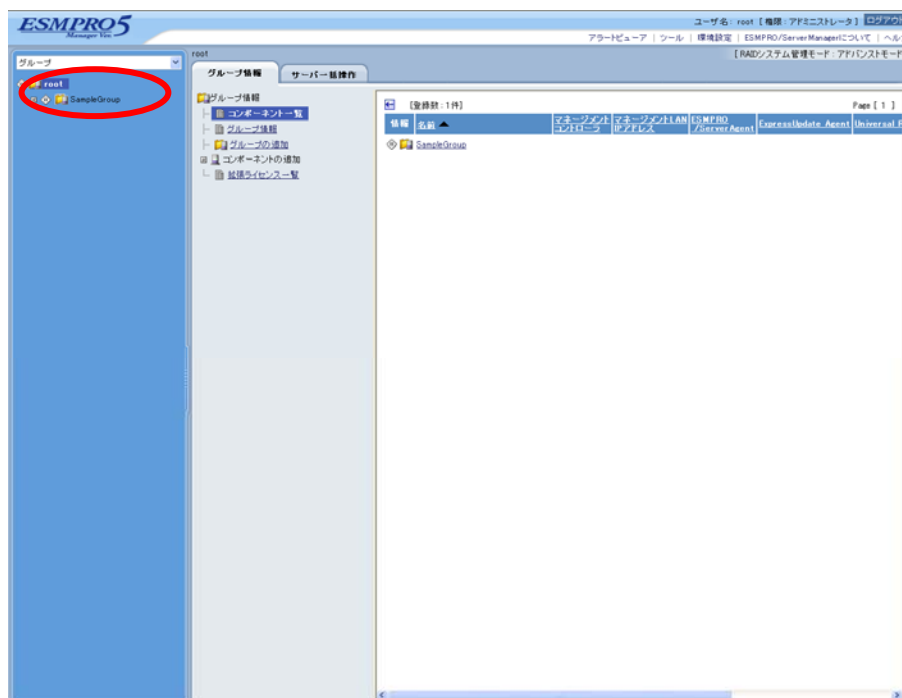 ESMPRO5
Manager Ver.
ユーザ名: root [ 権限 : アドミニストレータ ] ログアウ
アラートビューア | ツール | 環境設定 | ESMPRO/ServerManagerについて | ヘル
[ RAIDシステム管理モード : アドバンストモード
グループ
root
SampleGroup
root
グループ情報 サーバー一括操作
グループ情報
コンポーネント一覧
グループ情報
グループの追加
コンポーネントの追加
拡張ライセンス一覧
[登録数 : 1件] Page [ 1 ]
情報 名前 マネージメントコントローラ マネージメントLAN IPアドレス ESMPRO/ServerAgent ExpressUpdate Agent Universal
SampleGroup